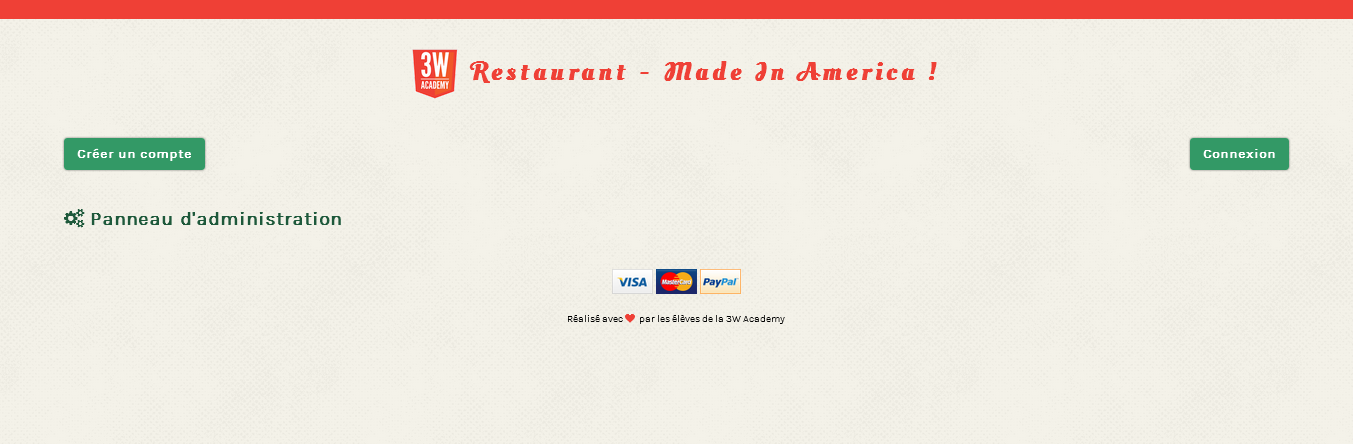 3W
ACADEMY
Restaurant - Made In America !
Créer un compte
Connexion
Panneau d'administration
VISA
MasterCard
PayPal
Réalisé avec par les élèves de la 3W Academy